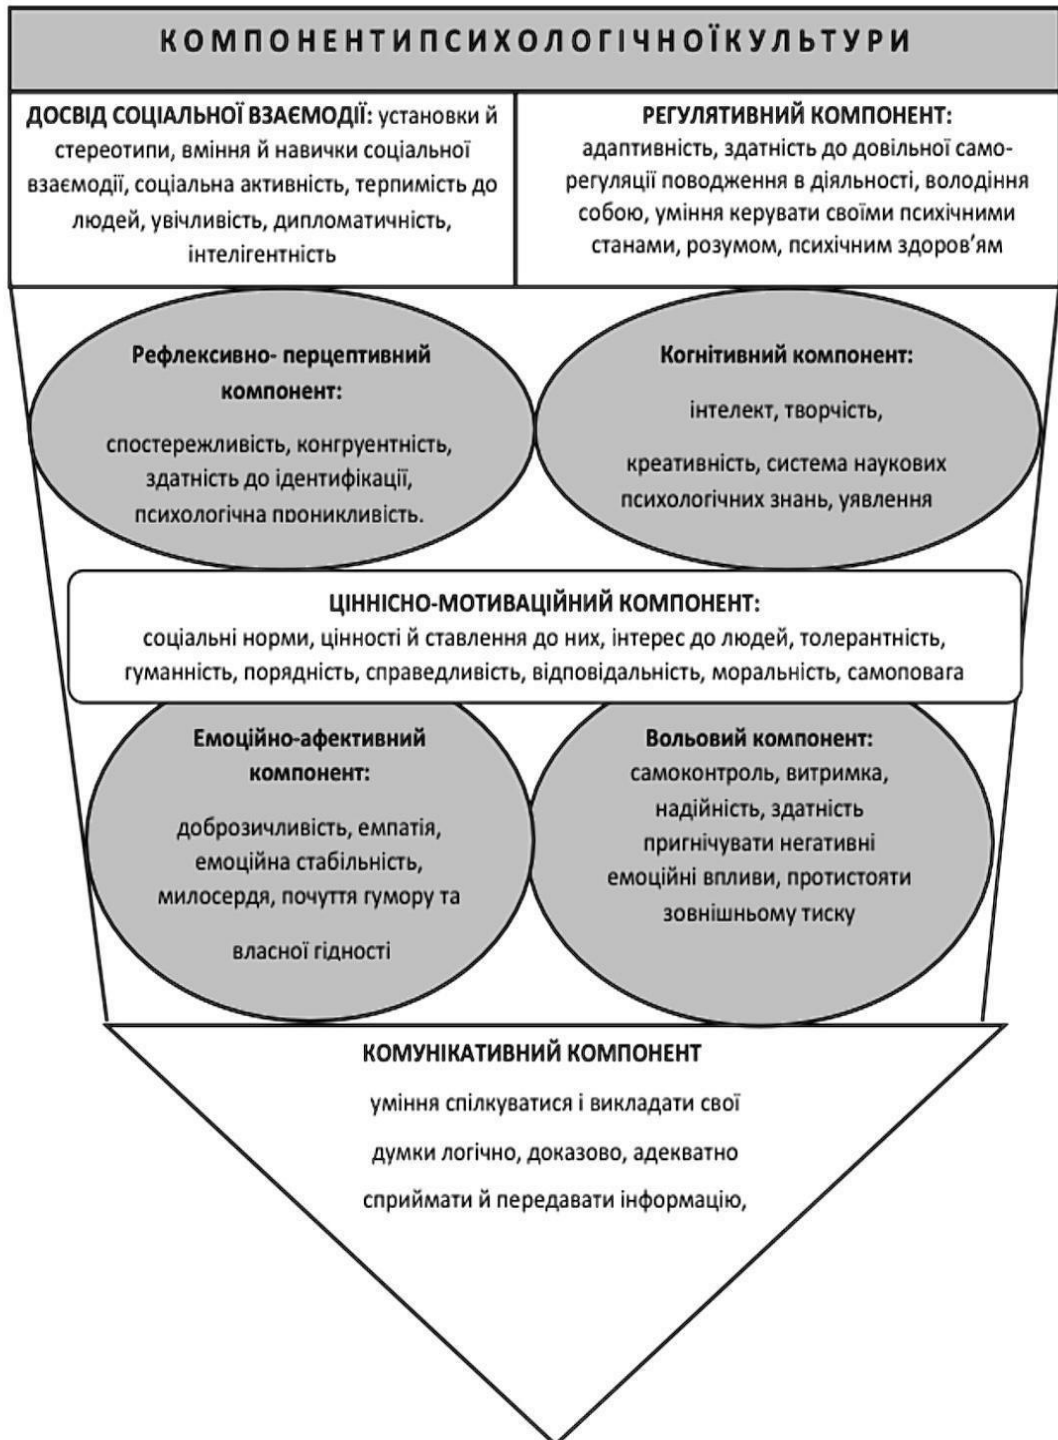 КОМПОНЕНТИПСИХОЛОГІЧНОЇКУЛЬТУРИ
ДОСВІД СОЦІАЛЬНОЇ ВЗАЄМОДІЇ: установки й
стереотипи, вміння й навички соціальної
взаємодії, соціальна активність, терпимість до
людей, увічливість, дипломатичність,
інтелігентність
РЕГУЛЯТИВНИЙ КОМПОНЕНТ:
адаптивність, здатність до довільної само-
регуляції поводження в діяльності, володіння
собою, уміння керувати своїми психічними
станами, розумом, психічним здоров’ям
Рефлексивно- перцептивний
компонент:
спостережливість, конгруентність,
здатність до ідентифікації,
психологічна проникливість.
Когнітивний компонент:
інтелект, творчість,
креативність, система наукових
психологічних знань, уявлення
ЦІННІСНО-МОТИВАЦІЙНИЙ КОМПОНЕНТ:
соціальні норми, цінності й ставлення до них, інтерес до людей, толерантність,
гуманність, порядність, справедливість, відповідальність, моральність, самоповага
Емоційно-афективний
компонент:
доброзичливість, емпатія,
емоційна стабільність,
милосердя, почуття гумору та
власної гідності
Вольовий компонент:
самоконтроль, витримка,
надійність, здатність
пригнічувати негативні
емоційні впливи, протистояти
зовнішньому тиску
КОМУНІКАТИВНИЙ КОМПОНЕНТ
уміння спілкуватися і викладати свої
думки логічно, доказово, адекватно
сприймати й передавати інформацію,